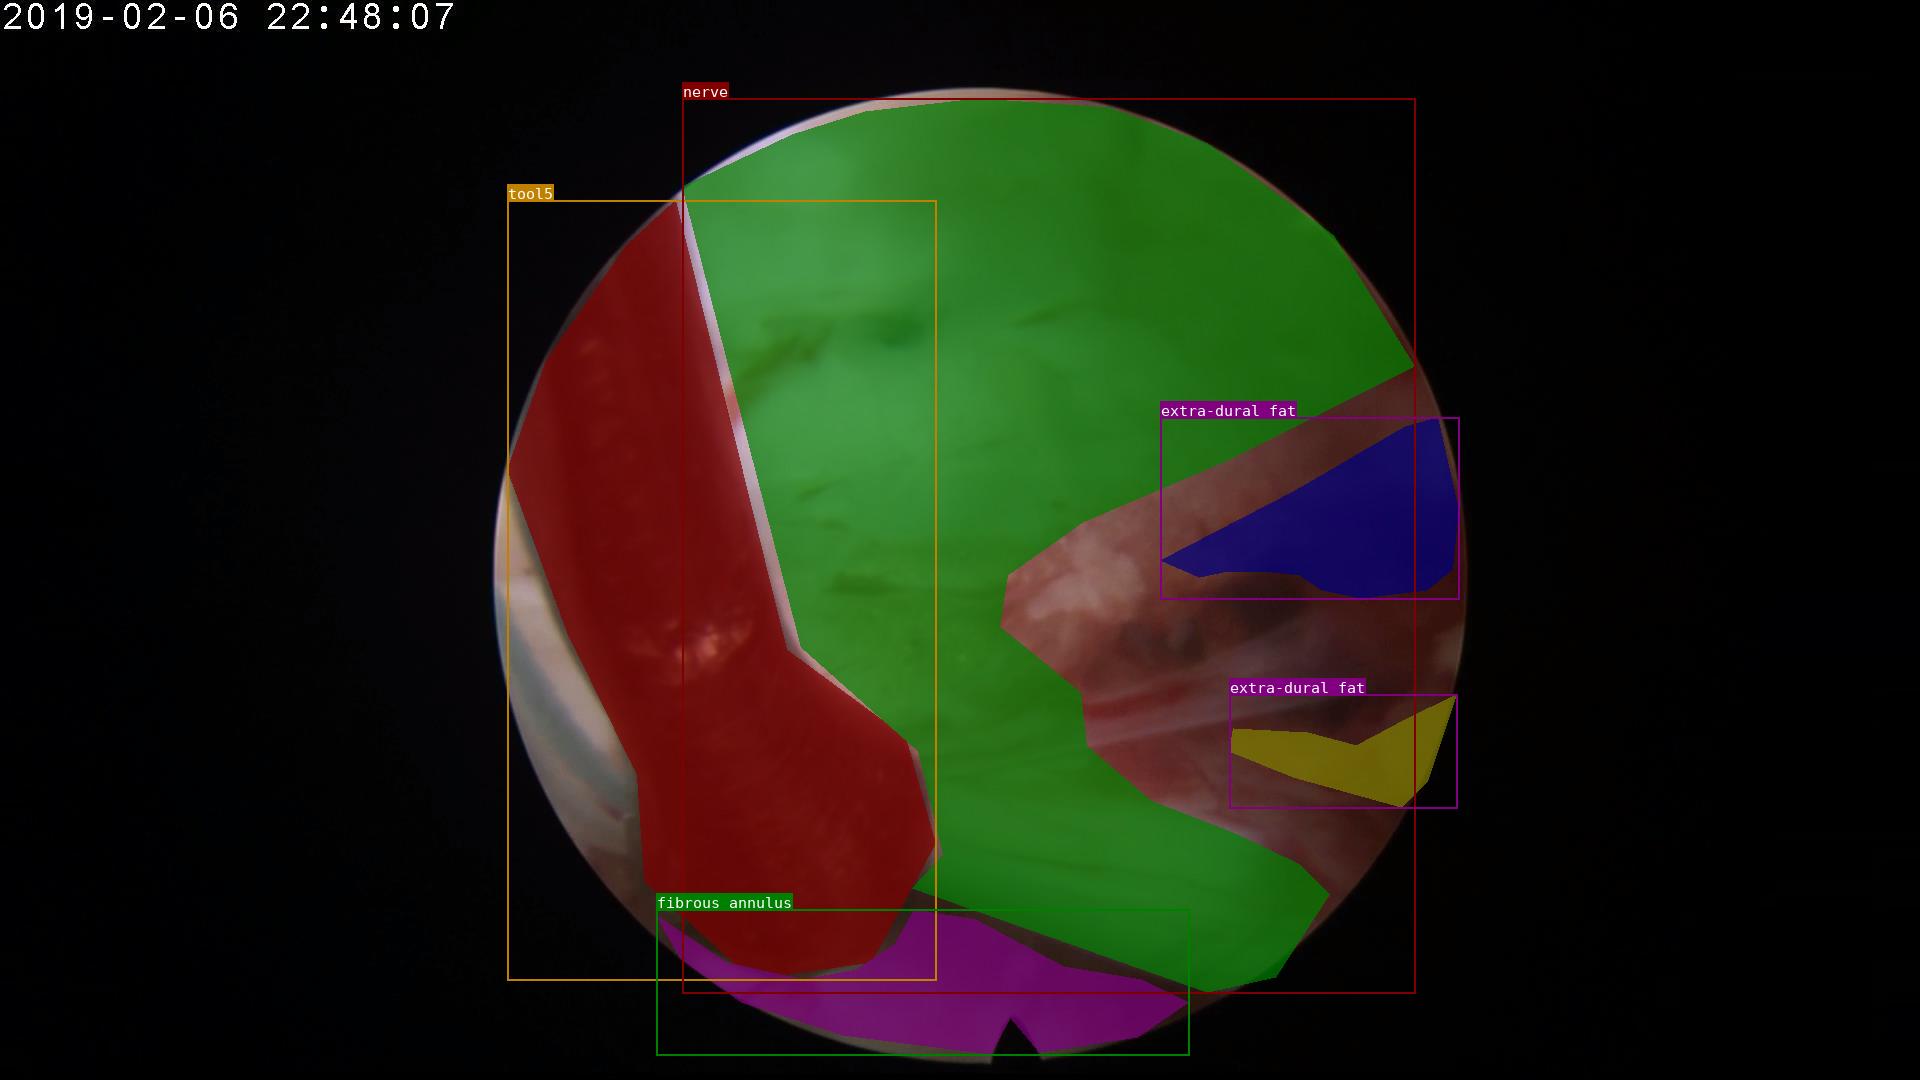 2019-02-06 22:48:07
nerve
tool5
extra-dural fat
extra-dural fat
fibrous annulus